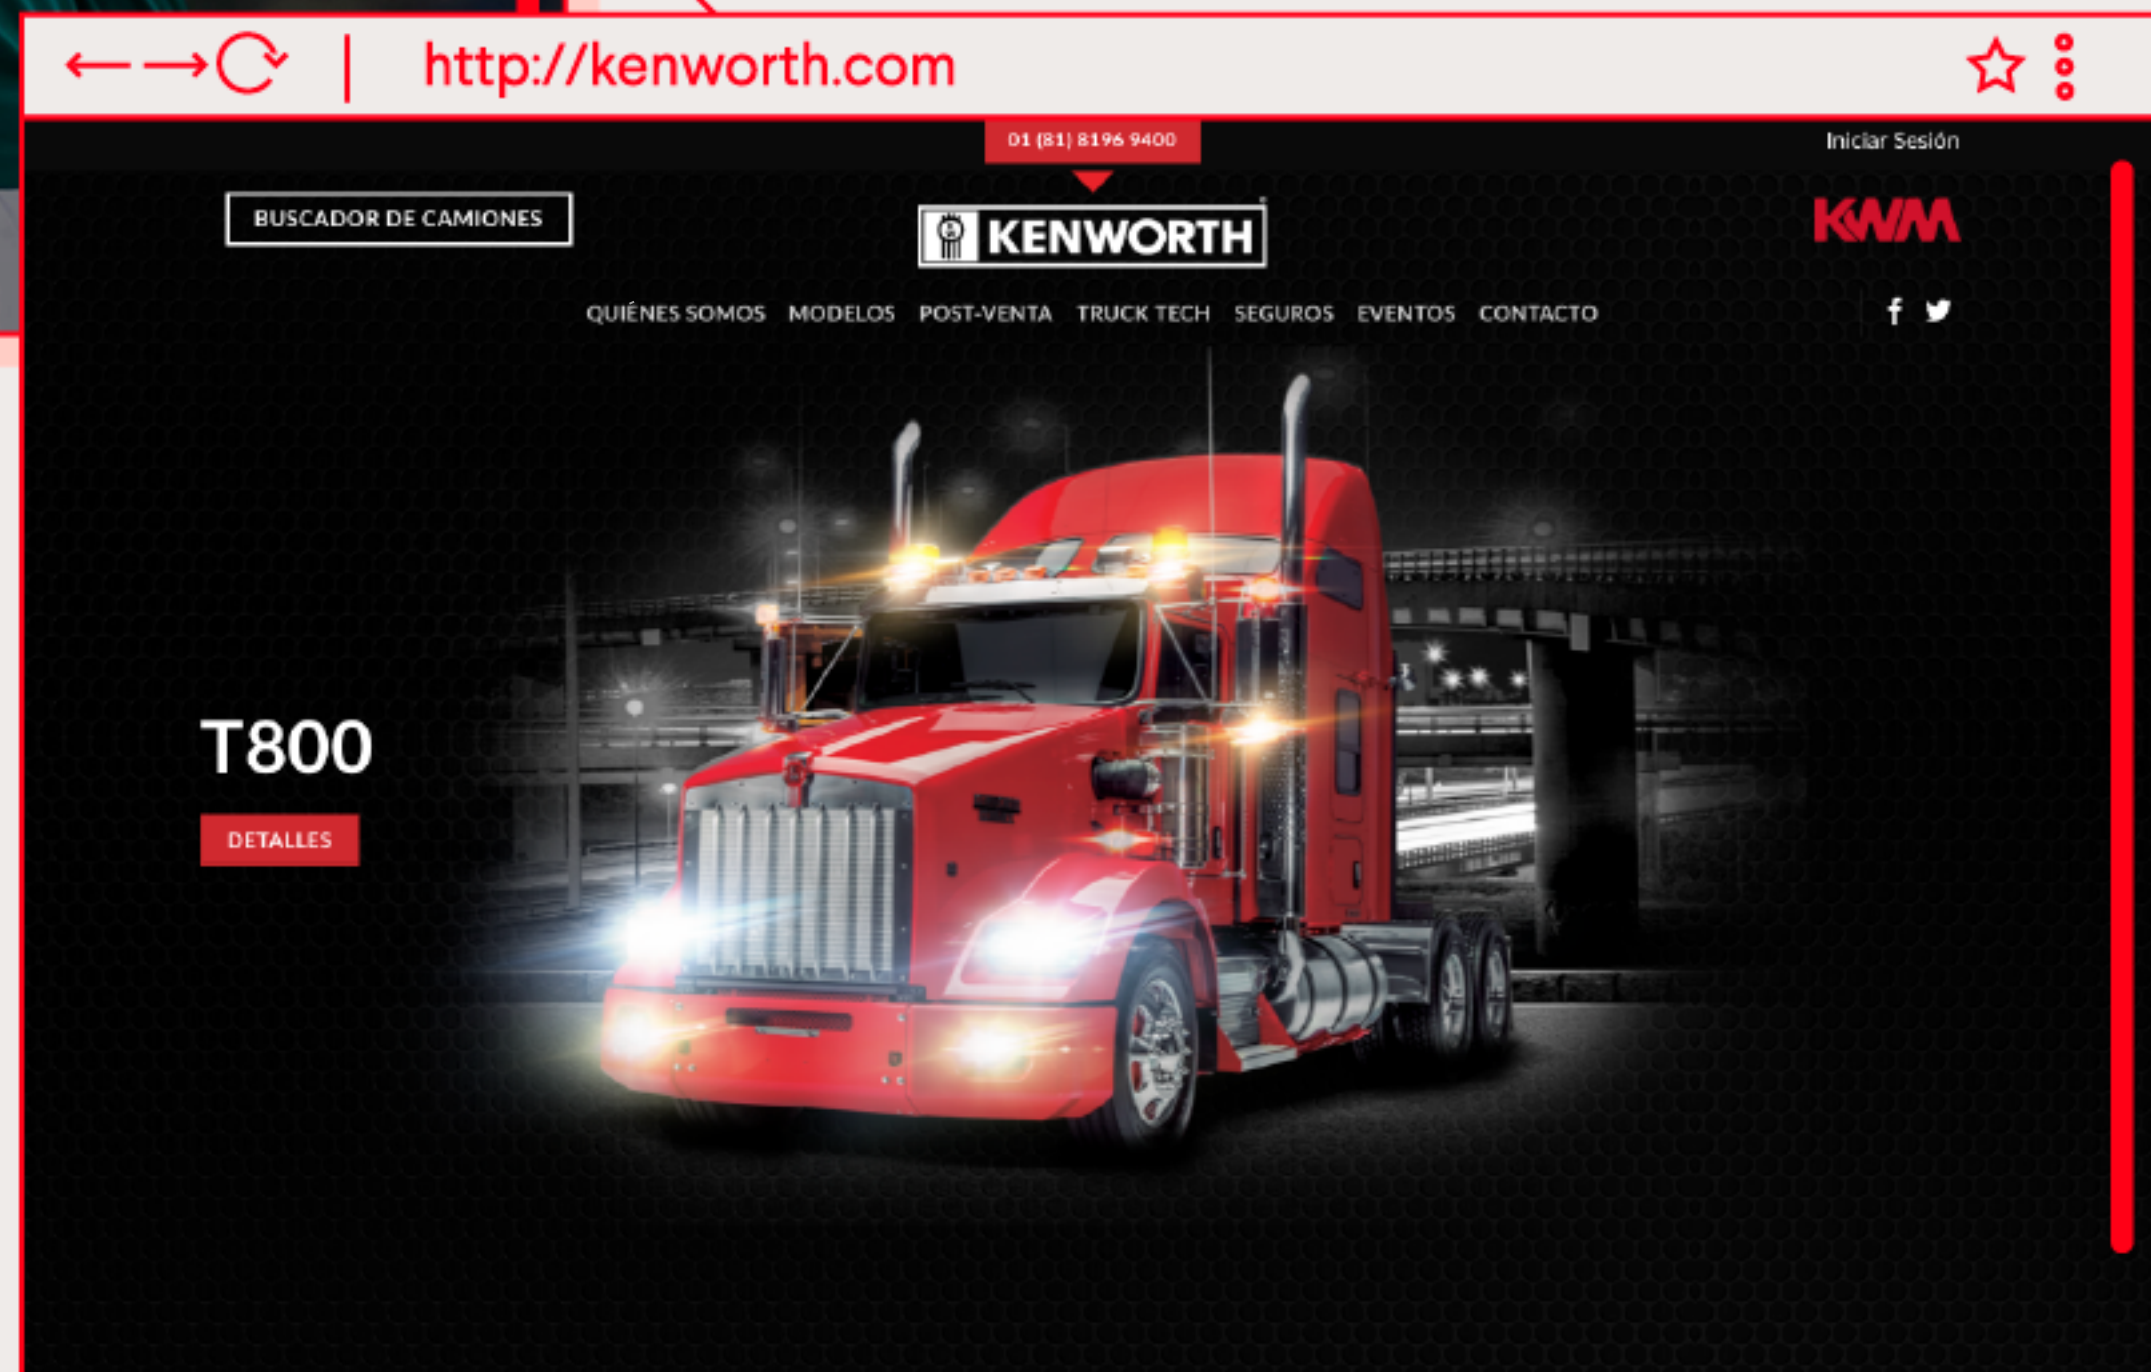 http://kenworth.com
01 (81) 8196 9400
Iniciar Sesión
BUSCADOR DE CAMIONES
KENWORTH
KWM
QUIÉNES SOMOS MODELOS POST-VENTA TRUCK TECH SEGUROS EVENTOS CONTACTO
T800
DETALLES